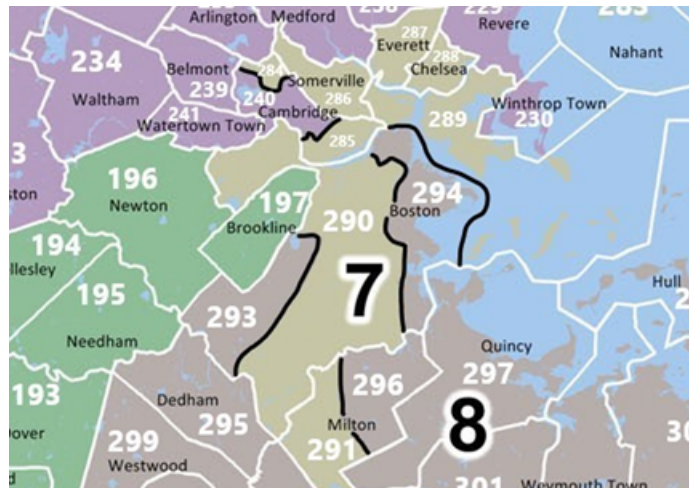 Arlington
Medford
Revere
Everett
287
288
Chelsea
Nahant
234
Waltham
Belmont
239
284
Somerville
240
286
Cambridge
241
Watertown Town
285
289
Winthrop Town
230
3
196
Newton
197
Brookline
290
294
Boston
194
195
Needham
7
293
Quincy
297
Hull
193
Dedham
295
296
Milton
8
299
Westwood
291
301
Weymouth Town